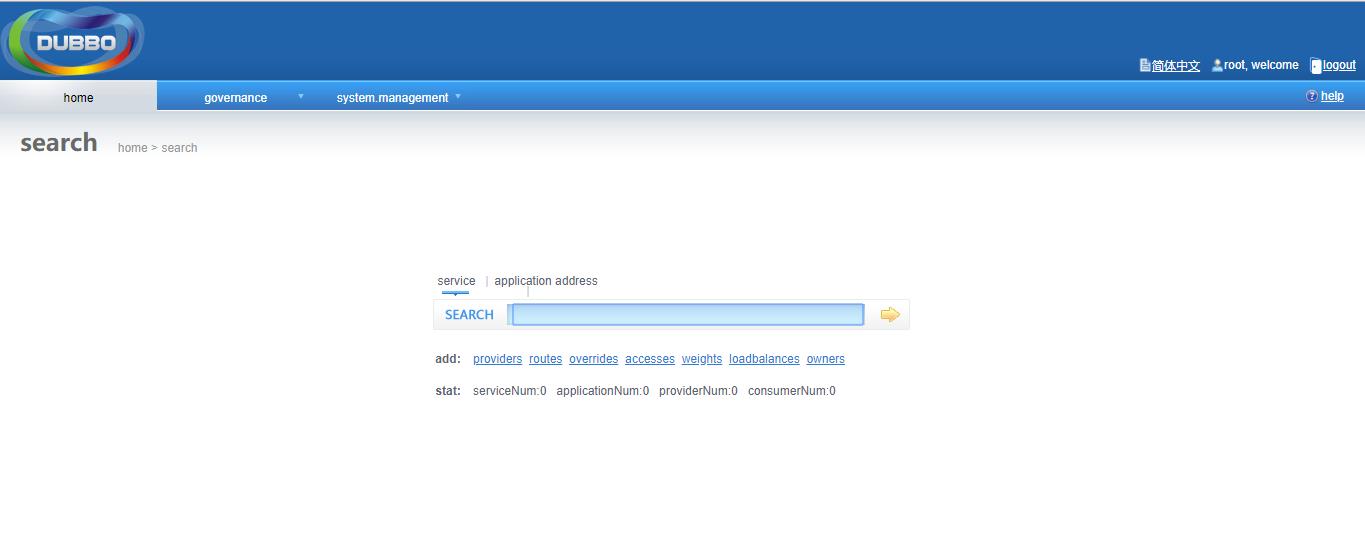 DUBBO
简体中文 root, welcome logout
home governance system.management help
search home > search
service | application address
SEARCH
add: providers routes overrides accesses weights loadbalances owners
stat: serviceNum:0 applicationNum:0 providerNum:0 consumerNum:0